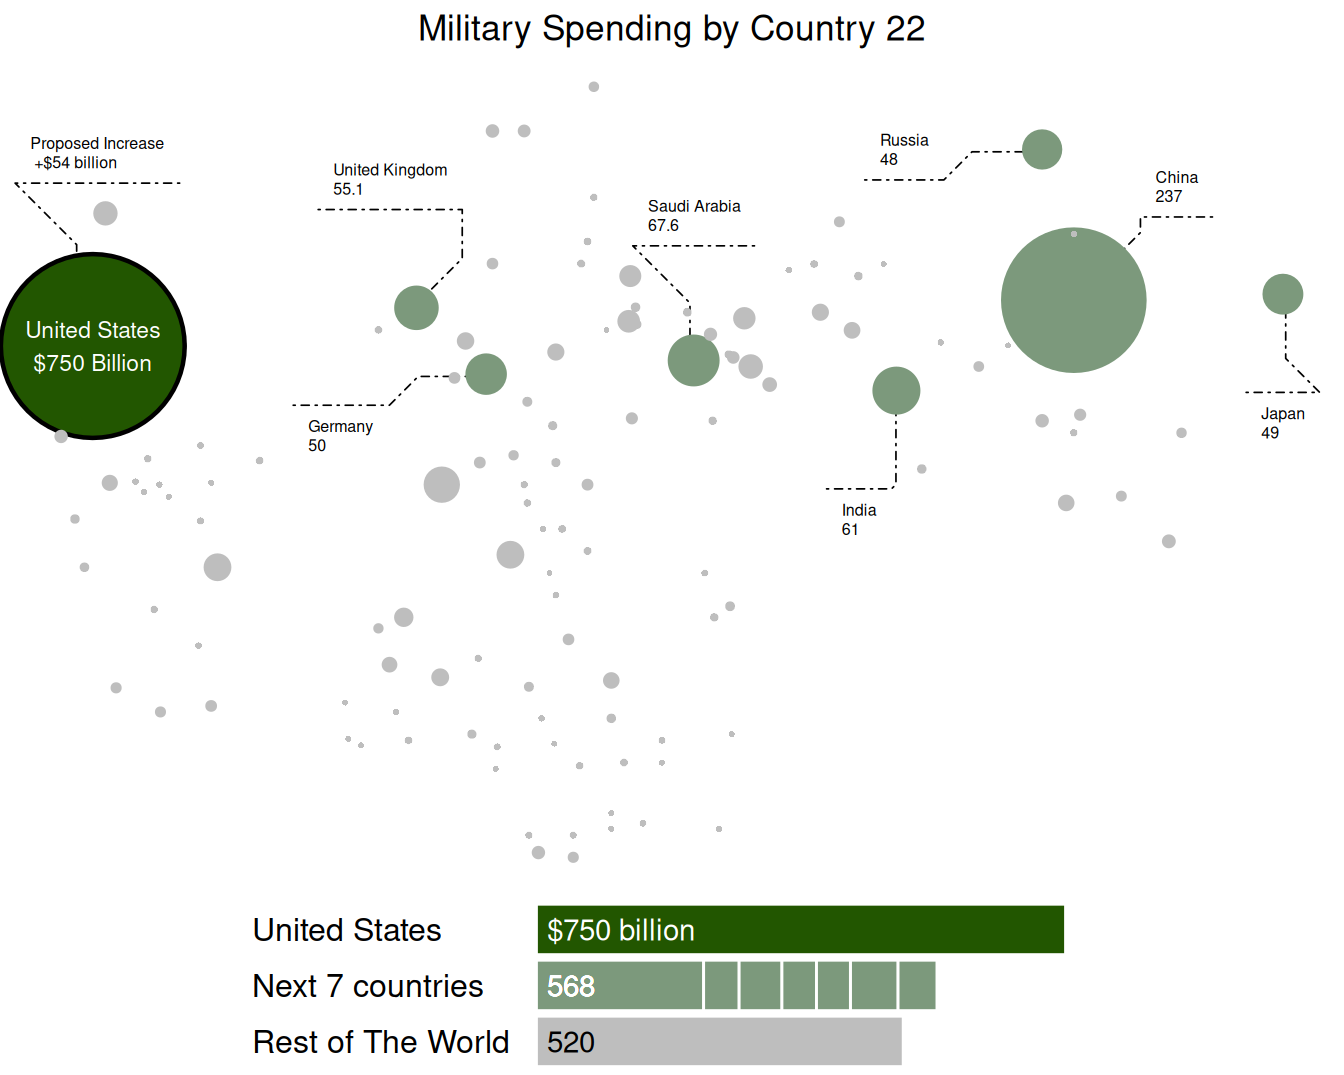 Military Spending by Country 22
Proposed Increase
+$54 billion
United Kingdom
55.1
Saudi Arabia
67.6
Russia
48
China
237
United States
$750 Billion
Germany
50
India
61
Japan
49
United States
$750 billion
Next 7 countries
568
Rest of The World
520